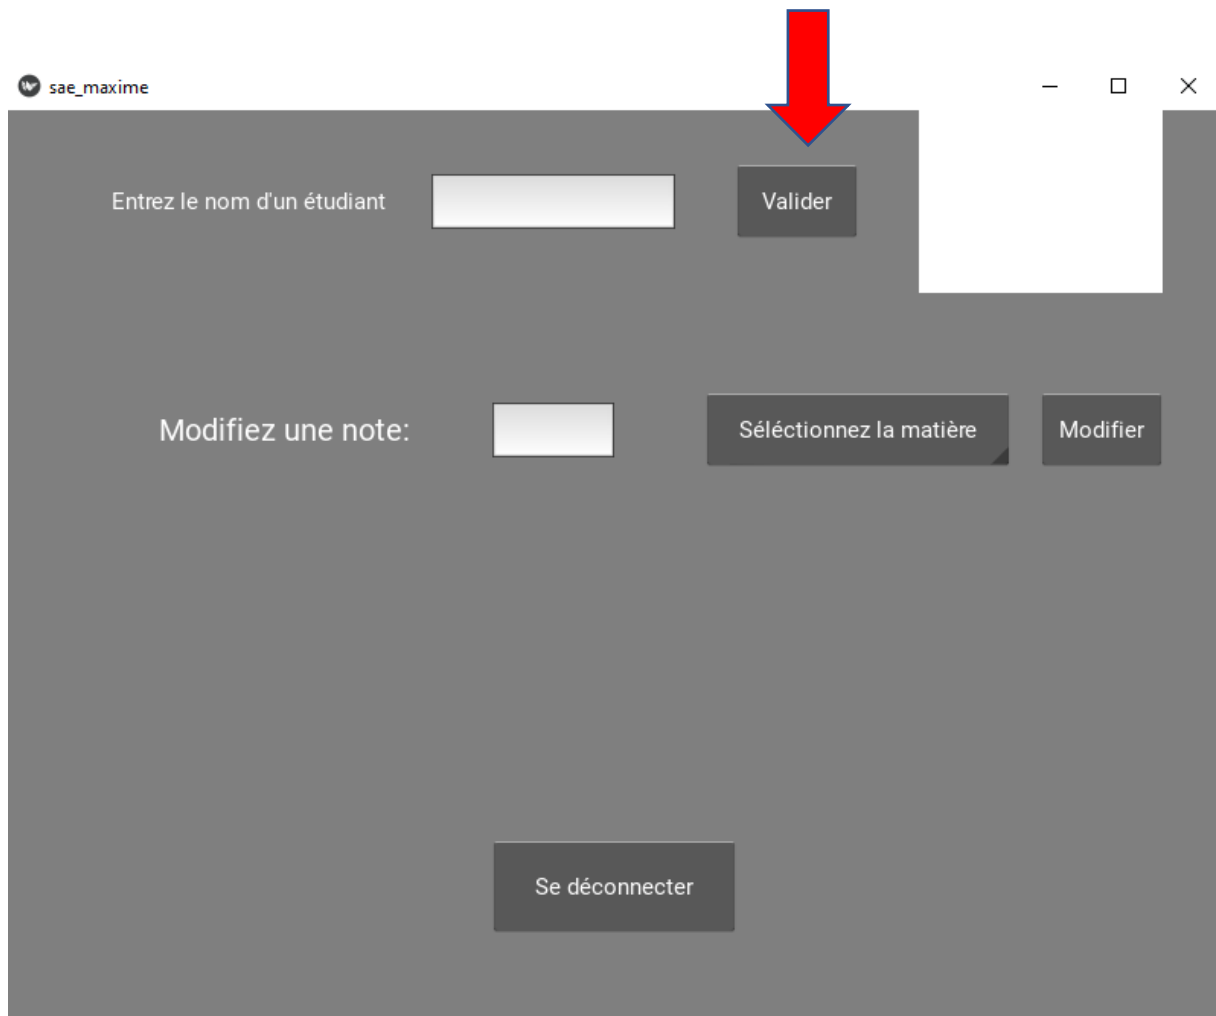 sae_maxime
Entrez le nom d'un étudiant
Valider
Modifiez une note:
Séléctionnez la matière
Modifier
Se déconnecter